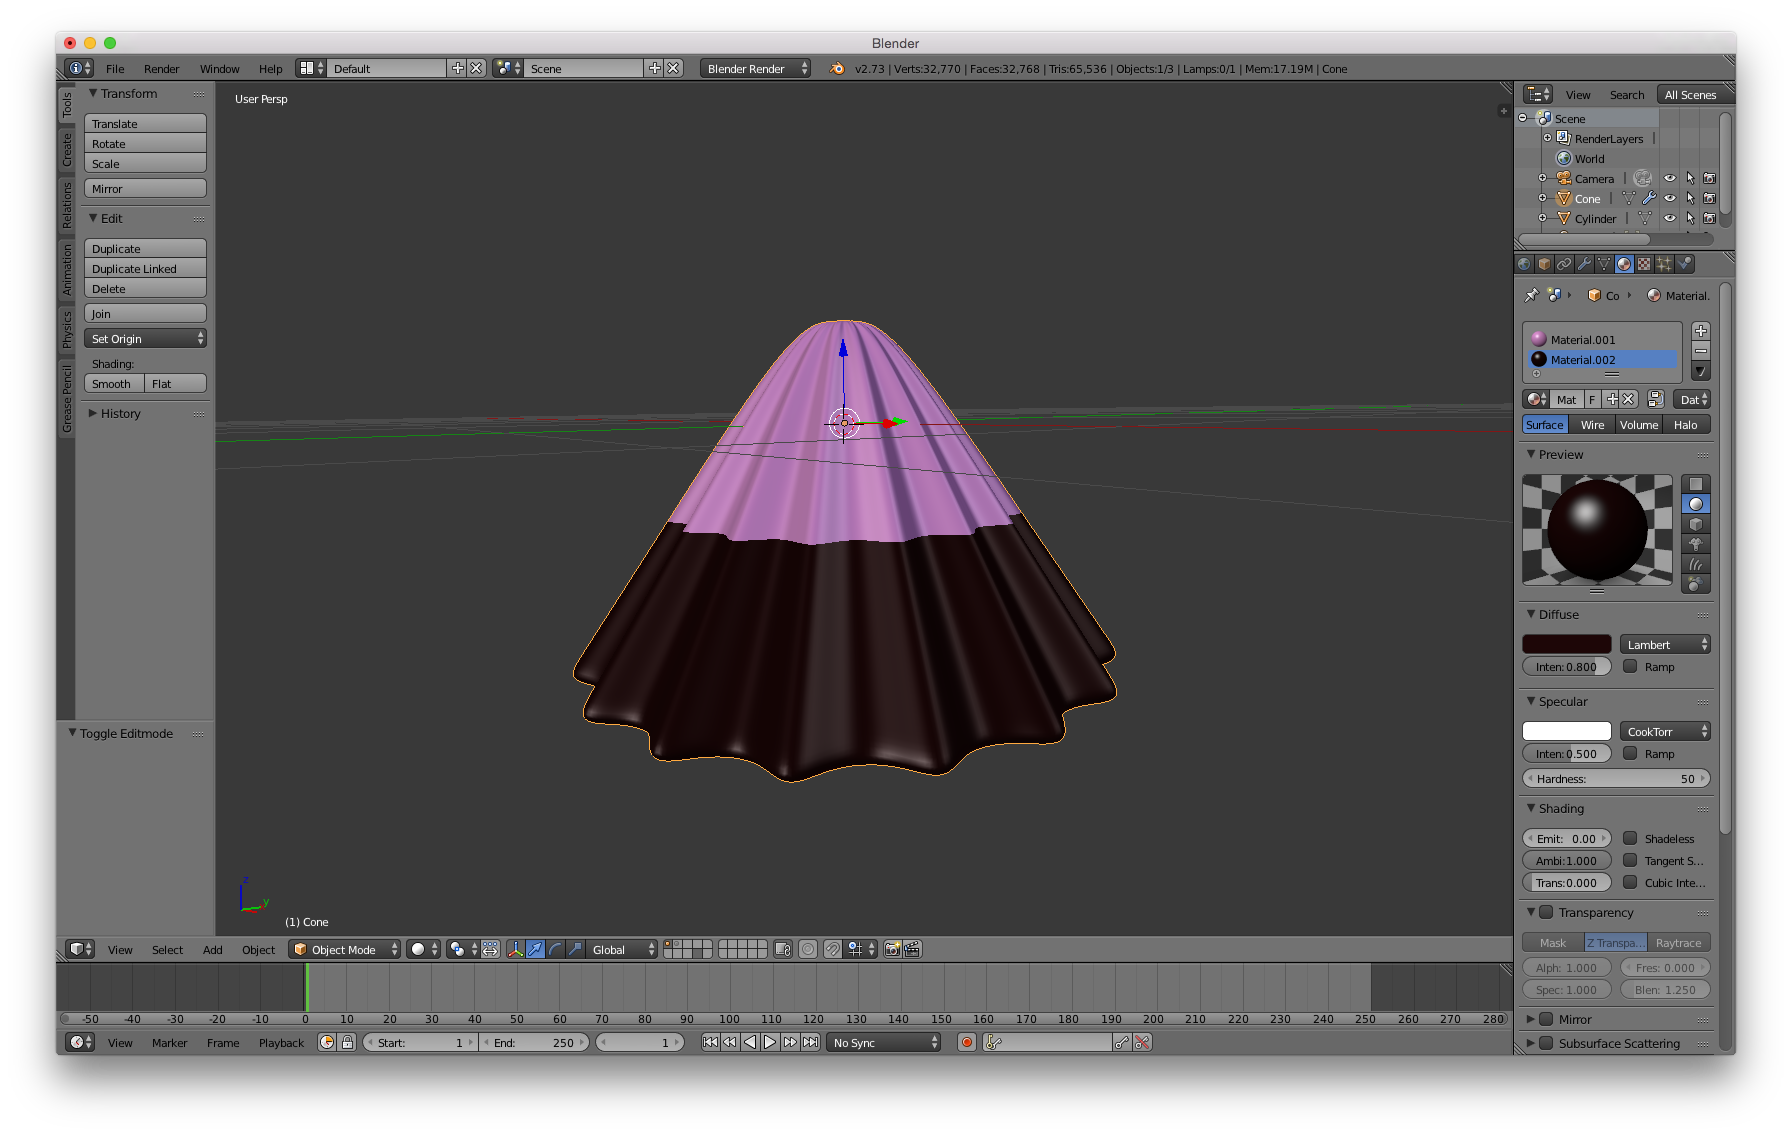 Blender
File Render Window Help Default Scene Blender Render v2.73 | Verts:32,770 | Faces:32,768 | Tris:65,536 | Objects:1/3 | Lamps:0/1 | Mem:17.19M | Cone
Tools
Create
Relations
Animation
Physics
Grease Pencil
Transform
Translate
Rotate
Scale
Mirror
Edit
Duplicate
Duplicate Linked
Delete
Join
Set Origin
Shading:
Smooth Flat
History
Toggle Editmode
User Persp
z
y
(1) Cone
View Search All Scenes
Scene
RenderLayers
World
Camera
Cone
Cylinder
Co Material.
Material.001
Material.002
Mat F Dat
Surface Wire Volume Halo
Preview
Diffuse
Lambert
Inten:0.800 Ramp
Specular
CookTorr
Inten:0.500 Ramp
Hardness: 50
Shading
Emit: 0.00 Shadeless
Ambi:1.000 Tangent S...
Trans:0.000 Cubic Inte...
Transparency
Mask Z Transpa... Raytrace
Alph: 1.000 Fres: 0.000
Spec: 1.000 Blen: 1.250
Mirror
Subsurface Scattering
View Select Add Object Object Mode Global
-50 -40 -30 -20 -10 0 10 20 30 40 50 60 70 80 90 100 110 120 130 140 150 160 170 180 190 200 210 220 230 240 250 260 270 280
View Marker Frame Playback Start: 1 End: 250 1 No Sync